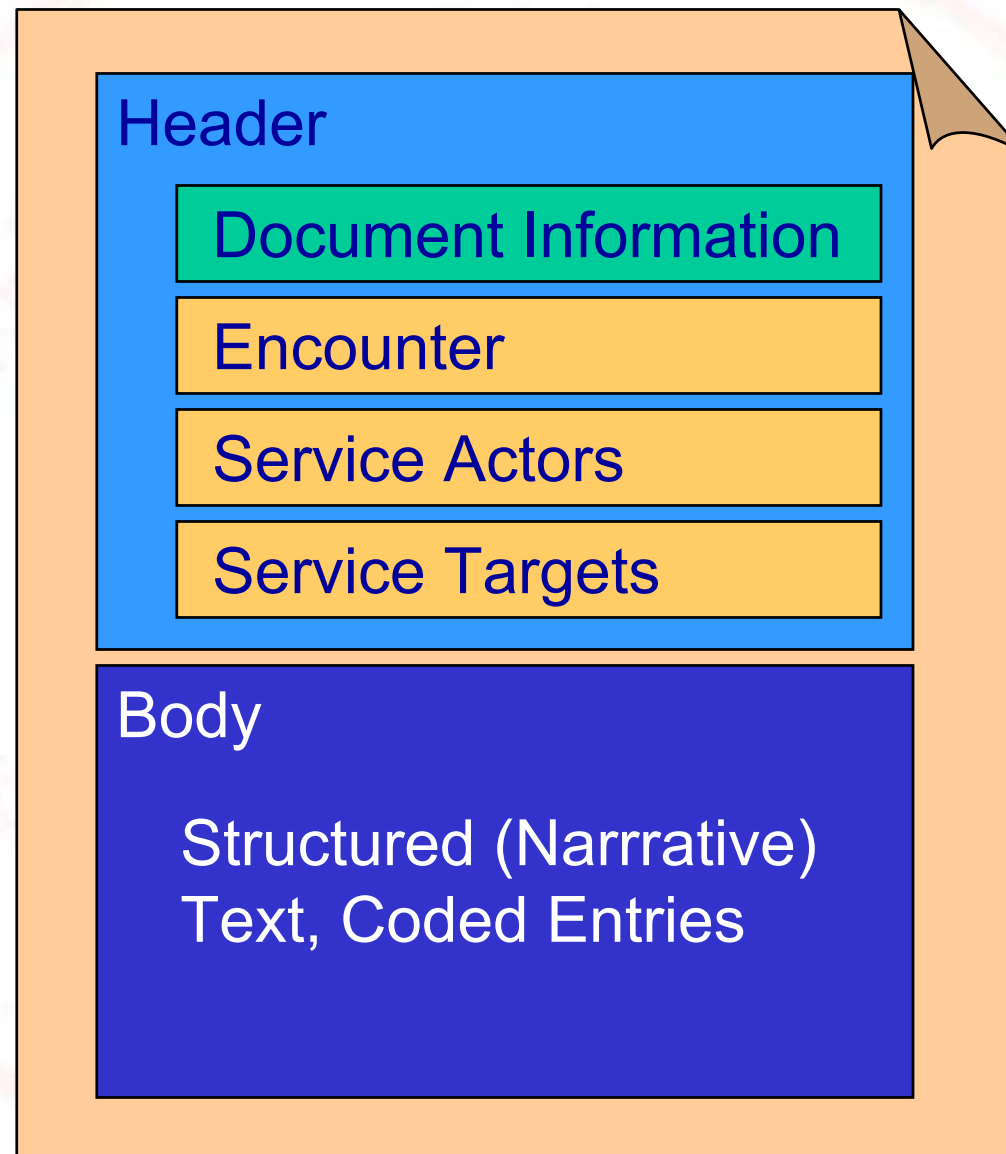 Header
Document Information
Encounter
Service Actors
Service Targets
Body
Structured (Narrrative)
Text, Coded Entries